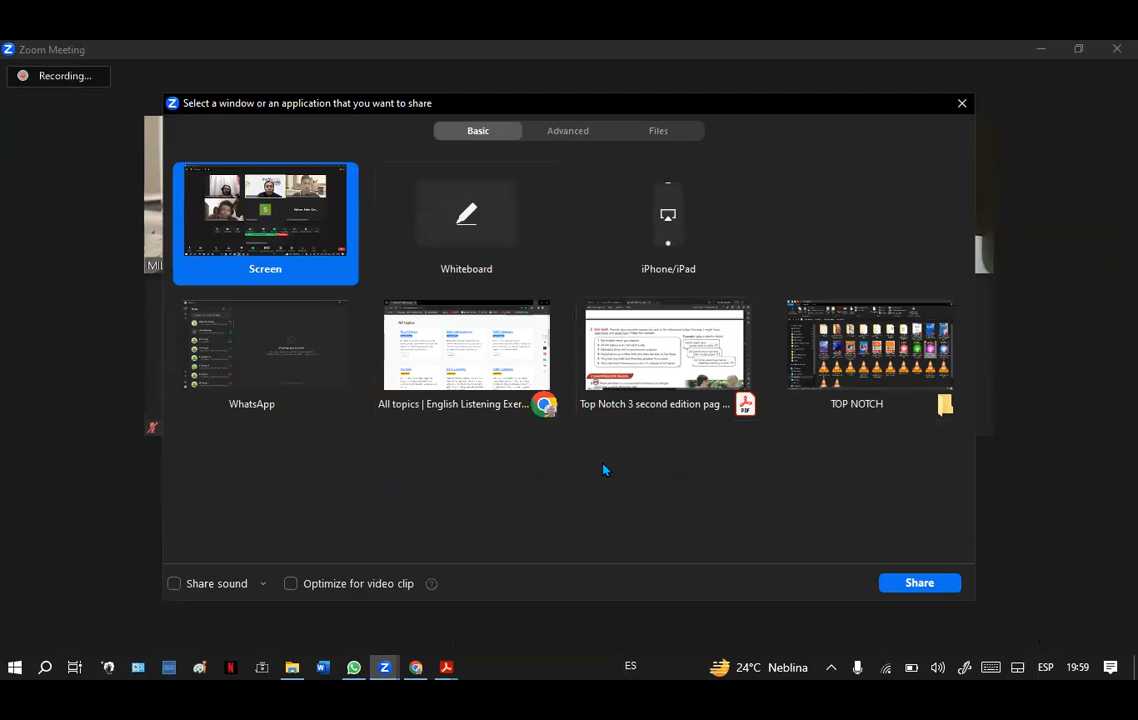 Zoom Meeting
Recording...
Select a window or an application that you want to share
Basic
Advanced
Files
Screen
Whiteboard
iPhone/iPad
WhatsApp
All topics | English Listening Exer...
Top Notch 3 second edition pag ...
PDF
TOP NOTCH
Share sound
Optimize for video clip
Share
ES
24°C Neblina
ESP
19:59